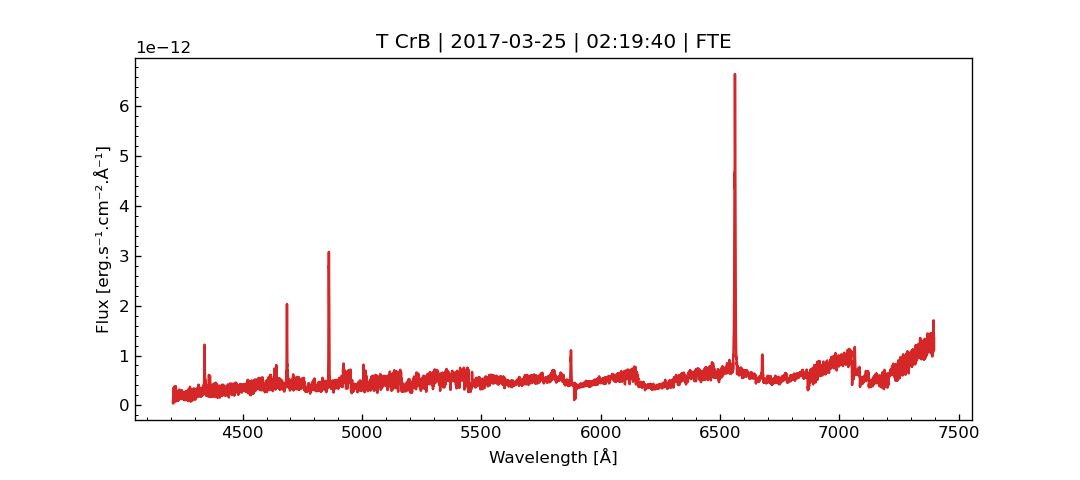 T CrB | 2017-03-25 | 02:19:40 | FTE
1e−12
6
5
4
3
2
1
0
Flux [erg.s⁻¹.cm⁻².Å⁻¹]
4500 5000 5500 6000 6500 7000 7500
Wavelength [Å]